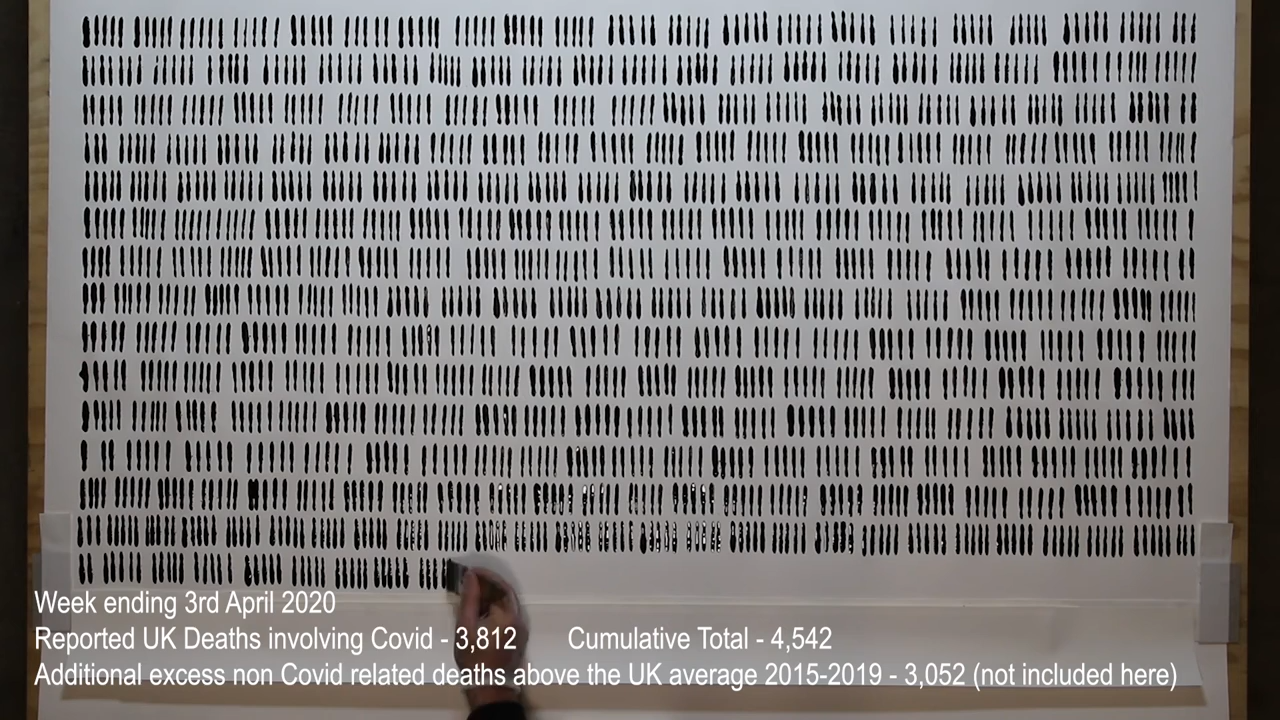 Week ending 3rd April 2020
Reported UK Deaths involving Covid - 3,812 Cumulative Total - 4,542
Additional excess non Covid related deaths above the UK average 2015-2019 - 3,052 (not included here)